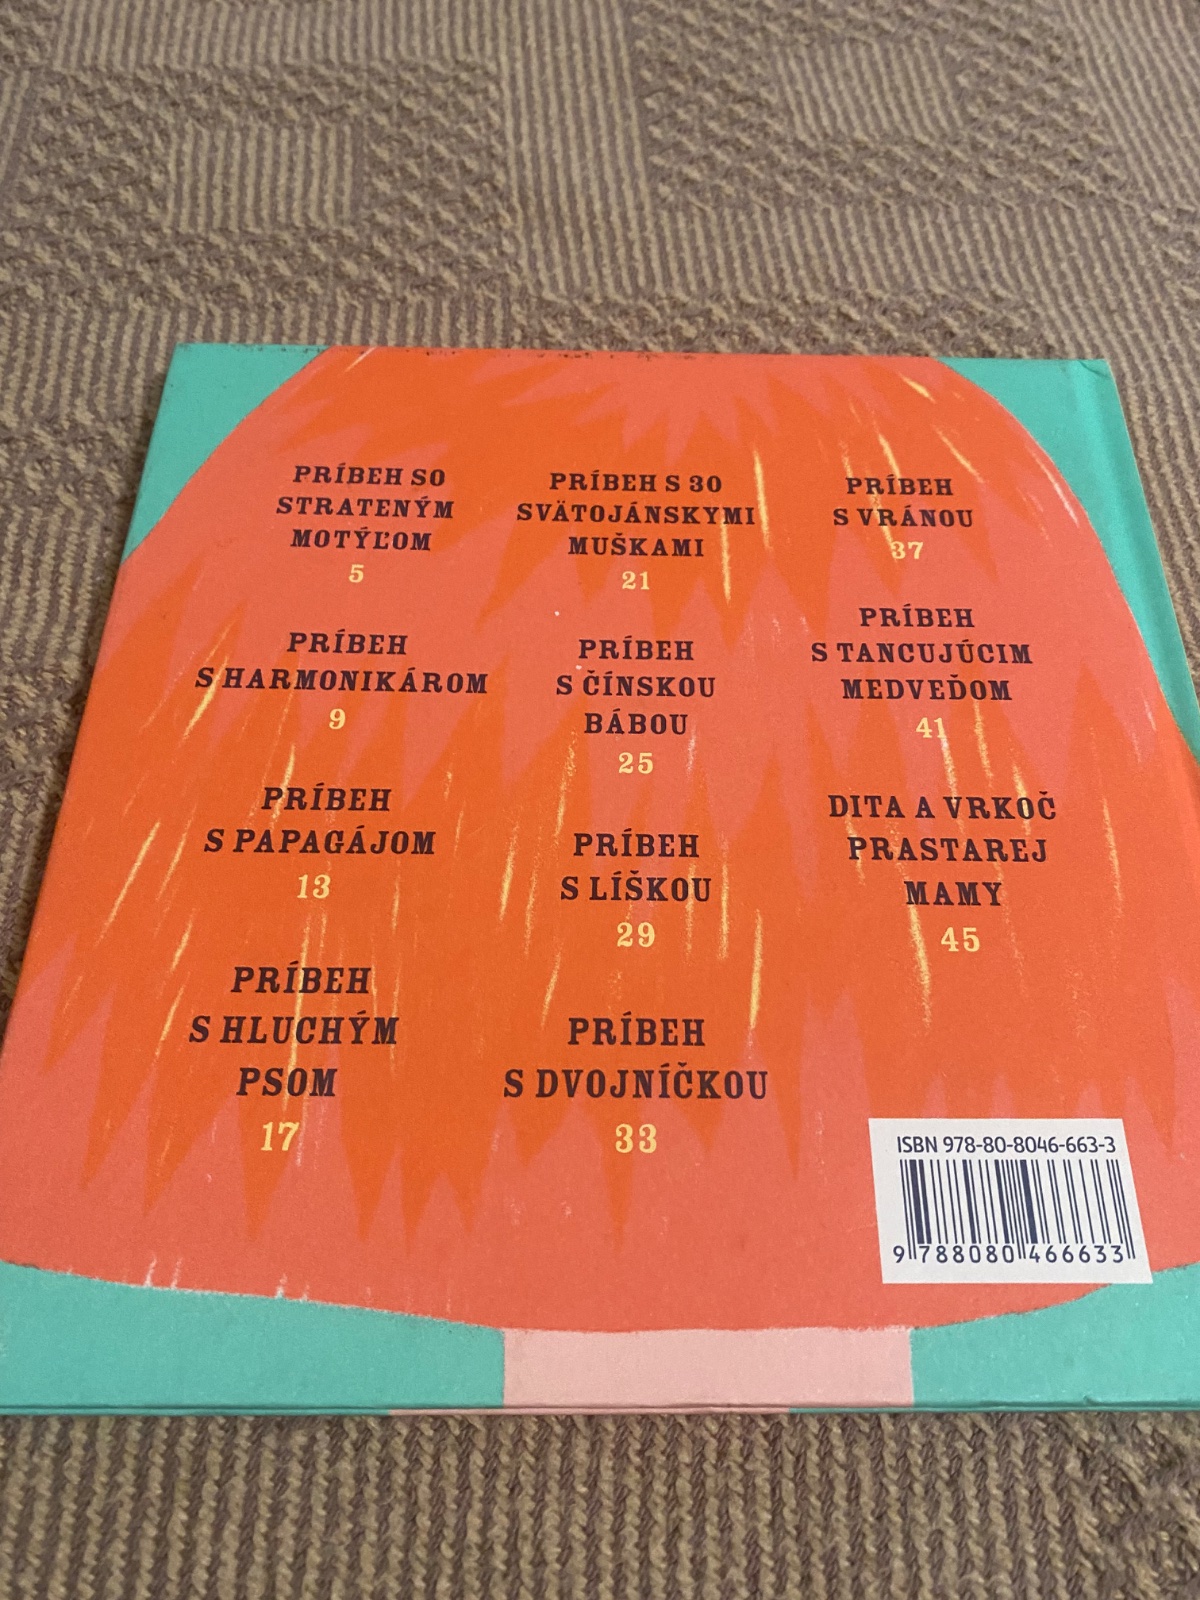 PRÍBEH SO
STRATENÝM
MOTÝĽOM
5
PRÍBEH
S HARMONIKÁROM
9
PRÍBEH
S PAPAGÁJOM
13
PRÍBEH
S HLUCHÝM
PSOM
17
PRÍBEH S 30
SVÄTOJÁNSKYMI
MUŠKAMI
21
PRÍBEH
S ČÍNSKOU
BÁBOU
25
PRÍBEH
S LÍŠKOU
29
PRÍBEH
S DVOJNÍČKOU
33
PRÍBEH
S VRÁNOU
37
PRÍBEH
S TANCUJÚCIM
MEDVEĎOM
41
DITA A VRKOČ
PRASTAREJ
MAMY
45
ISBN 978-80-8046-663-3
9 788080 466633